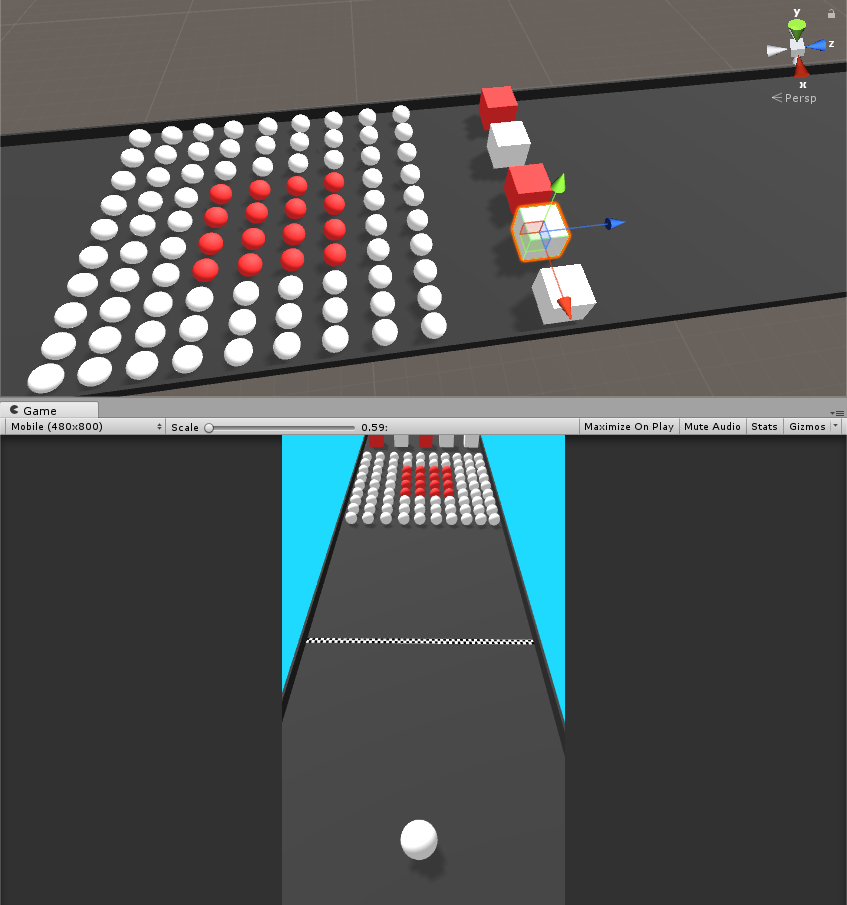 y
z
x
Persp
Game
Mobile (480x800)
Scale
0.59:
Maximize On Play
Mute Audio
Stats
Gizmos